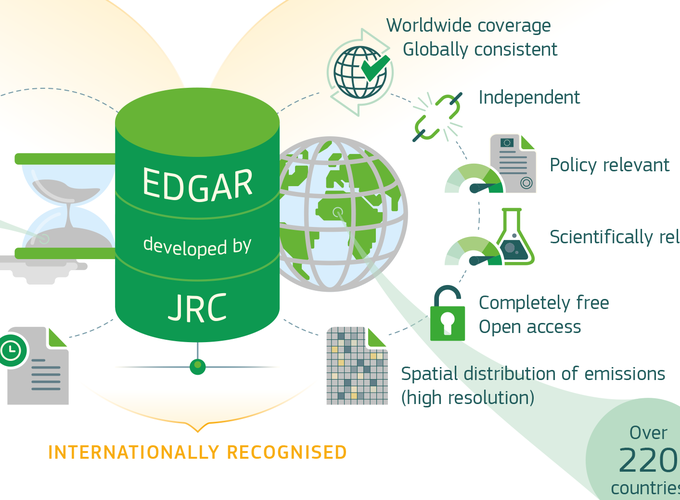 Worldwide coverage
Globally consistent
Independent
EDGAR
developed by
JRC
Policy relevant
Scientifically
Completely free
Open access
Spatial distribution of emissions
(high resolution)
INTERNATIONALLY RECOGNISED
Over
220
countries